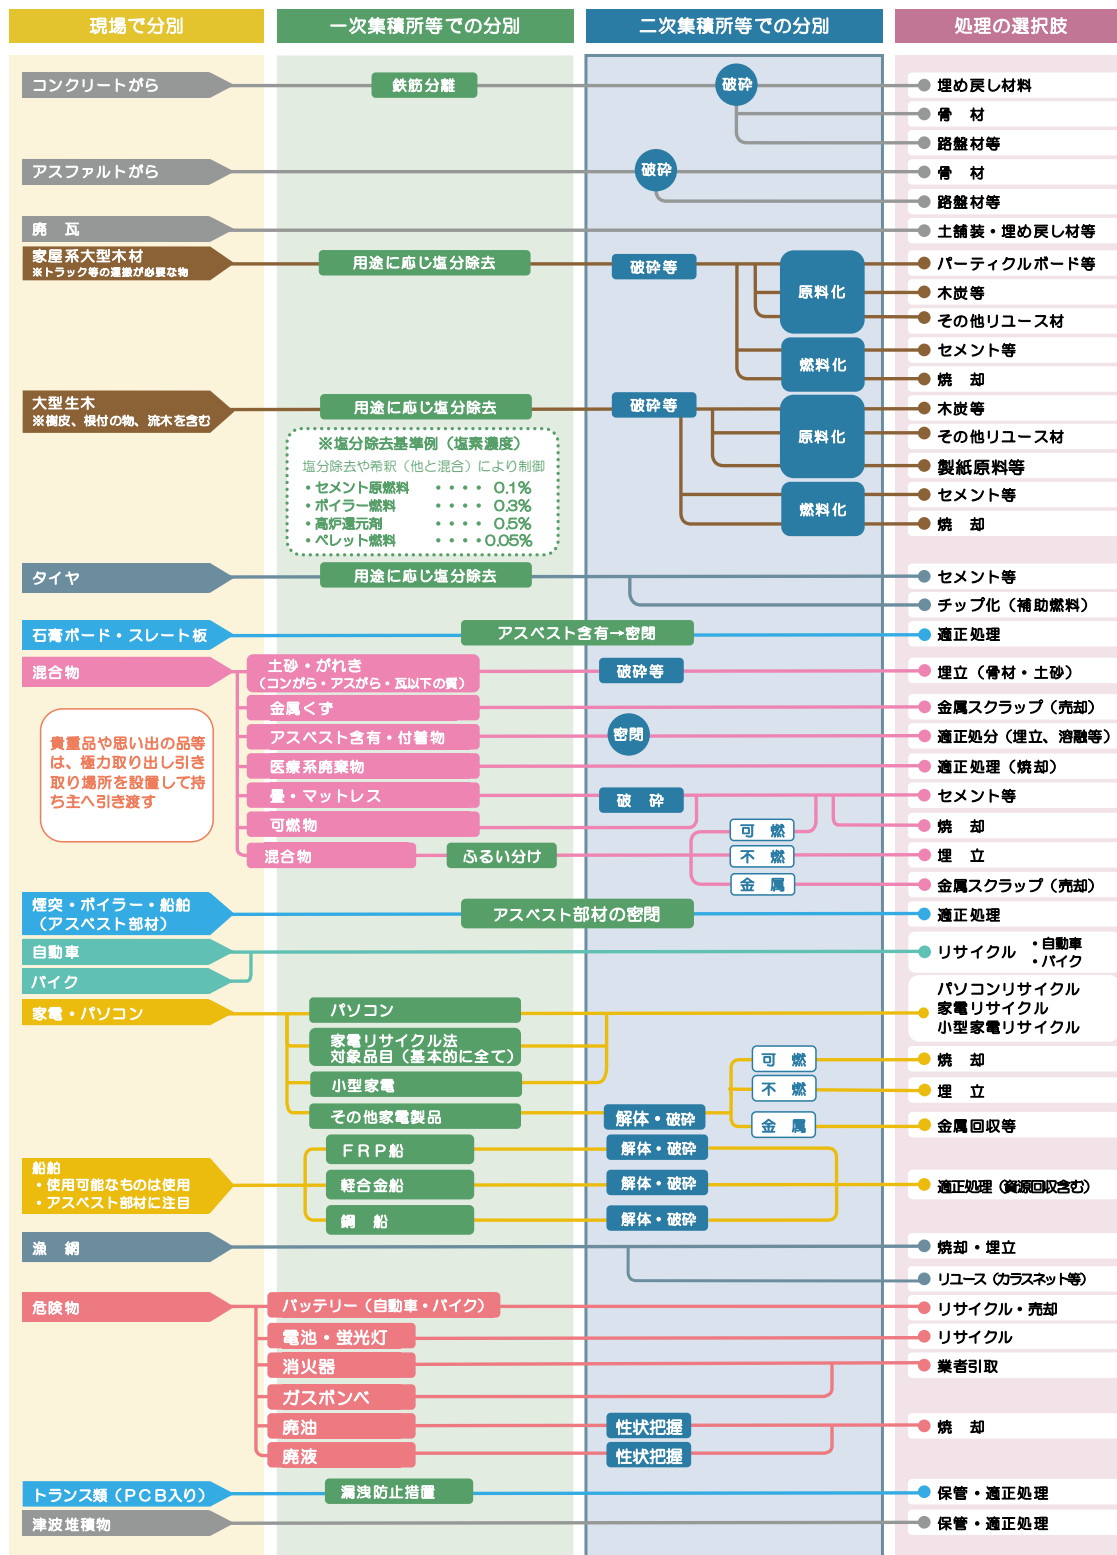 現場で分別
一次集積所等での分別
二次集積所等での分別
処理の選択肢
コンクリートがら
鉄筋分離
破砕
埋め戻し材料
骨　材
路盤材等
アスファルトがら
破砕
骨　材
路盤材等
廃　瓦
土舗装・埋め戻し材等
家屋系大型木材
※トラック等の運搬が必要な物
用途に応じ塩分除去
破砕等
原料化
燃料化
パーティクルボード等
木炭等
その他リユース材
セメント等
焼　却
大型生木
※樹皮、根付の物、流木を含む
用途に応じ塩分除去
破砕等
原料化
燃料化
木炭等
その他リユース材
製紙原料等
セメント等
焼　却
※塩分除去基準例（塩素濃度）
塩分除去や希釈（他と混合）により制御
・セメント原燃料　・・・・ 0.1%
・ボイラー燃料　・・・・ 0.3%
・高炉還元剤　・・・・ 0.5%
・ペレット燃料　・・・・0.05%
タイヤ
用途に応じ塩分除去
セメント等
チップ化（補助燃料）
石膏ボード・スレート板
アスベスト含有→密閉
適正処理
混合物
土砂・がれき
（コンがら・アスがら・瓦以下の質）
破砕等
埋立（骨材・土砂）
金属くず
金属スクラップ（売却）
アスベスト含有・付着物
密閉
適正処分（埋立、溶融等）
医療系廃棄物
適正処理（焼却）
畳・マットレス
破　砕
セメント等
可燃物
焼　却
混合物
ふるい分け
可　燃
不　燃
金　属
埋　立
金属スクラップ（売却）
貴重品や思い出の品等
は、極力取り出し引き
取り場所を設置して持
ち主へ引き渡す
煙突・ボイラー・船舶
（アスベスト部材）
アスベスト部材の密閉
適正処理
自動車
バイク
リサイクル
・自動車
・バイク
家電・パソコン
パソコン
家電リサイクル法
対象品目（基本的に全て）
小型家電
その他家電製品
解体・破砕
可　燃
不　燃
金　属
パソコンリサイクル
家電リサイクル
小型家電リサイクル
焼　却
埋　立
金属回収等
船舶
・使用可能なものは使用
・アスベスト部材に注目
ＦＲＰ船
解体・破砕
軽合金船
解体・破砕
鋼　船
解体・破砕
適正処理（資源回収含む）
漁　網
焼却・埋立
リユース（カラスネット等）
危険物
バッテリー（自動車・バイク）
リサイクル・売却
電池・蛍光灯
リサイクル
消火器
業者引取
ガスボンベ
廃油
性状把握
焼　却
廃液
性状把握
トランス類（ＰＣＢ入り）
漏洩防止措置
保管・適正処理
津波堆積物
保管・適正処理